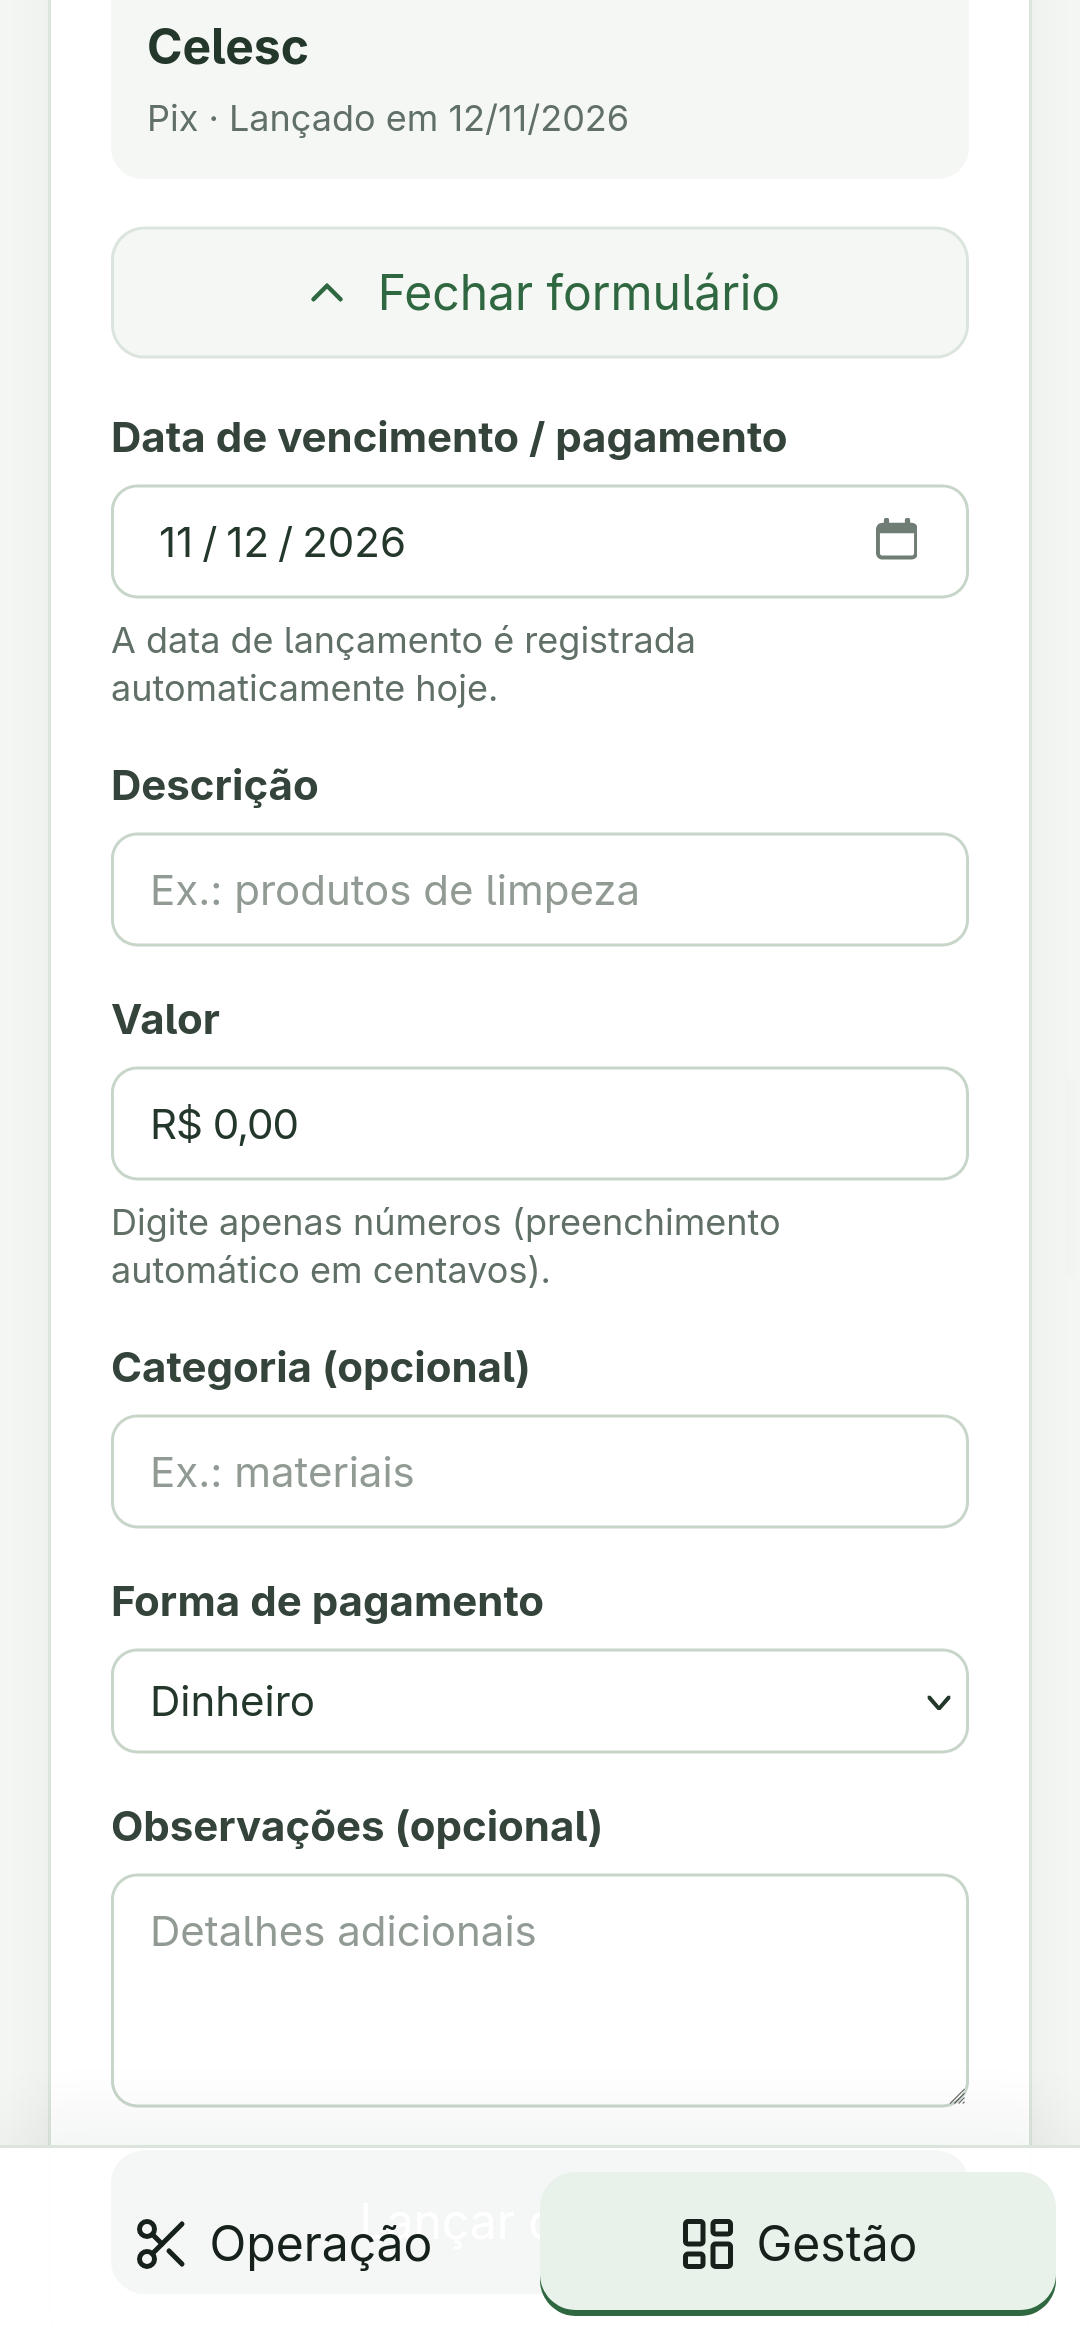 Celesc
Pix · Lançado em 12/11/2026
Fechar formulário
Data de vencimento / pagamento
11 / 12 / 2026
A data de lançamento é registrada
automaticamente hoje.
Descrição
Ex.: produtos de limpeza
Valor
R$ 0,00
Digite apenas números (preenchimento
automático em centavos).
Categoria (opcional)
Ex.: materiais
Forma de pagamento
Dinheiro
Observações (opcional)
Detalhes adicionais
Lançar
Operação
Gestão